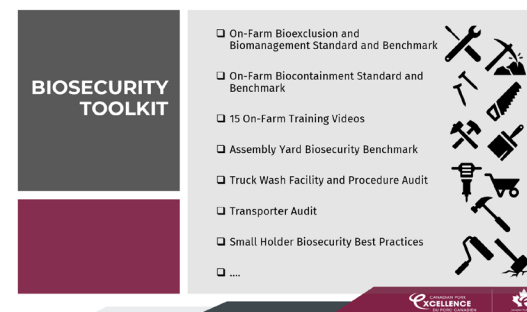 BIOSECURITY
TOOLKIT
❑ On-Farm Bioexclusion and
Biomanagement Standard and Benchmark
❑ On-Farm Biocontainment Standard and
Benchmark
❑ 15 On-Farm Training Videos
❑ Assembly Yard Biosecurity Benchmark
❑ Truck Wash Facility and Procedure Audit
❑ Transporter Audit
❑ Small Holder Biosecurity Best Practices
❑ ....
CANADIAN PORK
EXCELLENCE
DU PORC CANADIEN